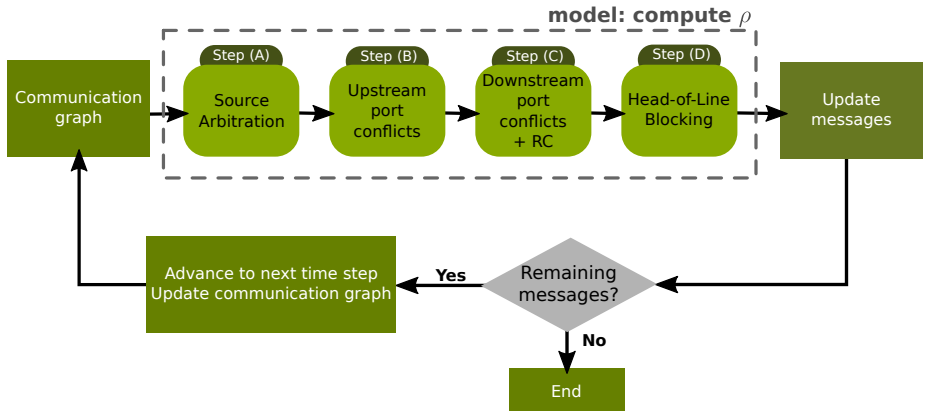 model: compute ρ
Step (A)
Step (B)
Step (C)
Step (D)
Communication
graph
Source
Arbitration
Upstream
port
conflicts
Downstream
port
conflicts
+ RC
Head-of-Line
Blocking
Update
messages
Advance to next time step
Update communication graph
Yes
Remaining
messages?
No
End